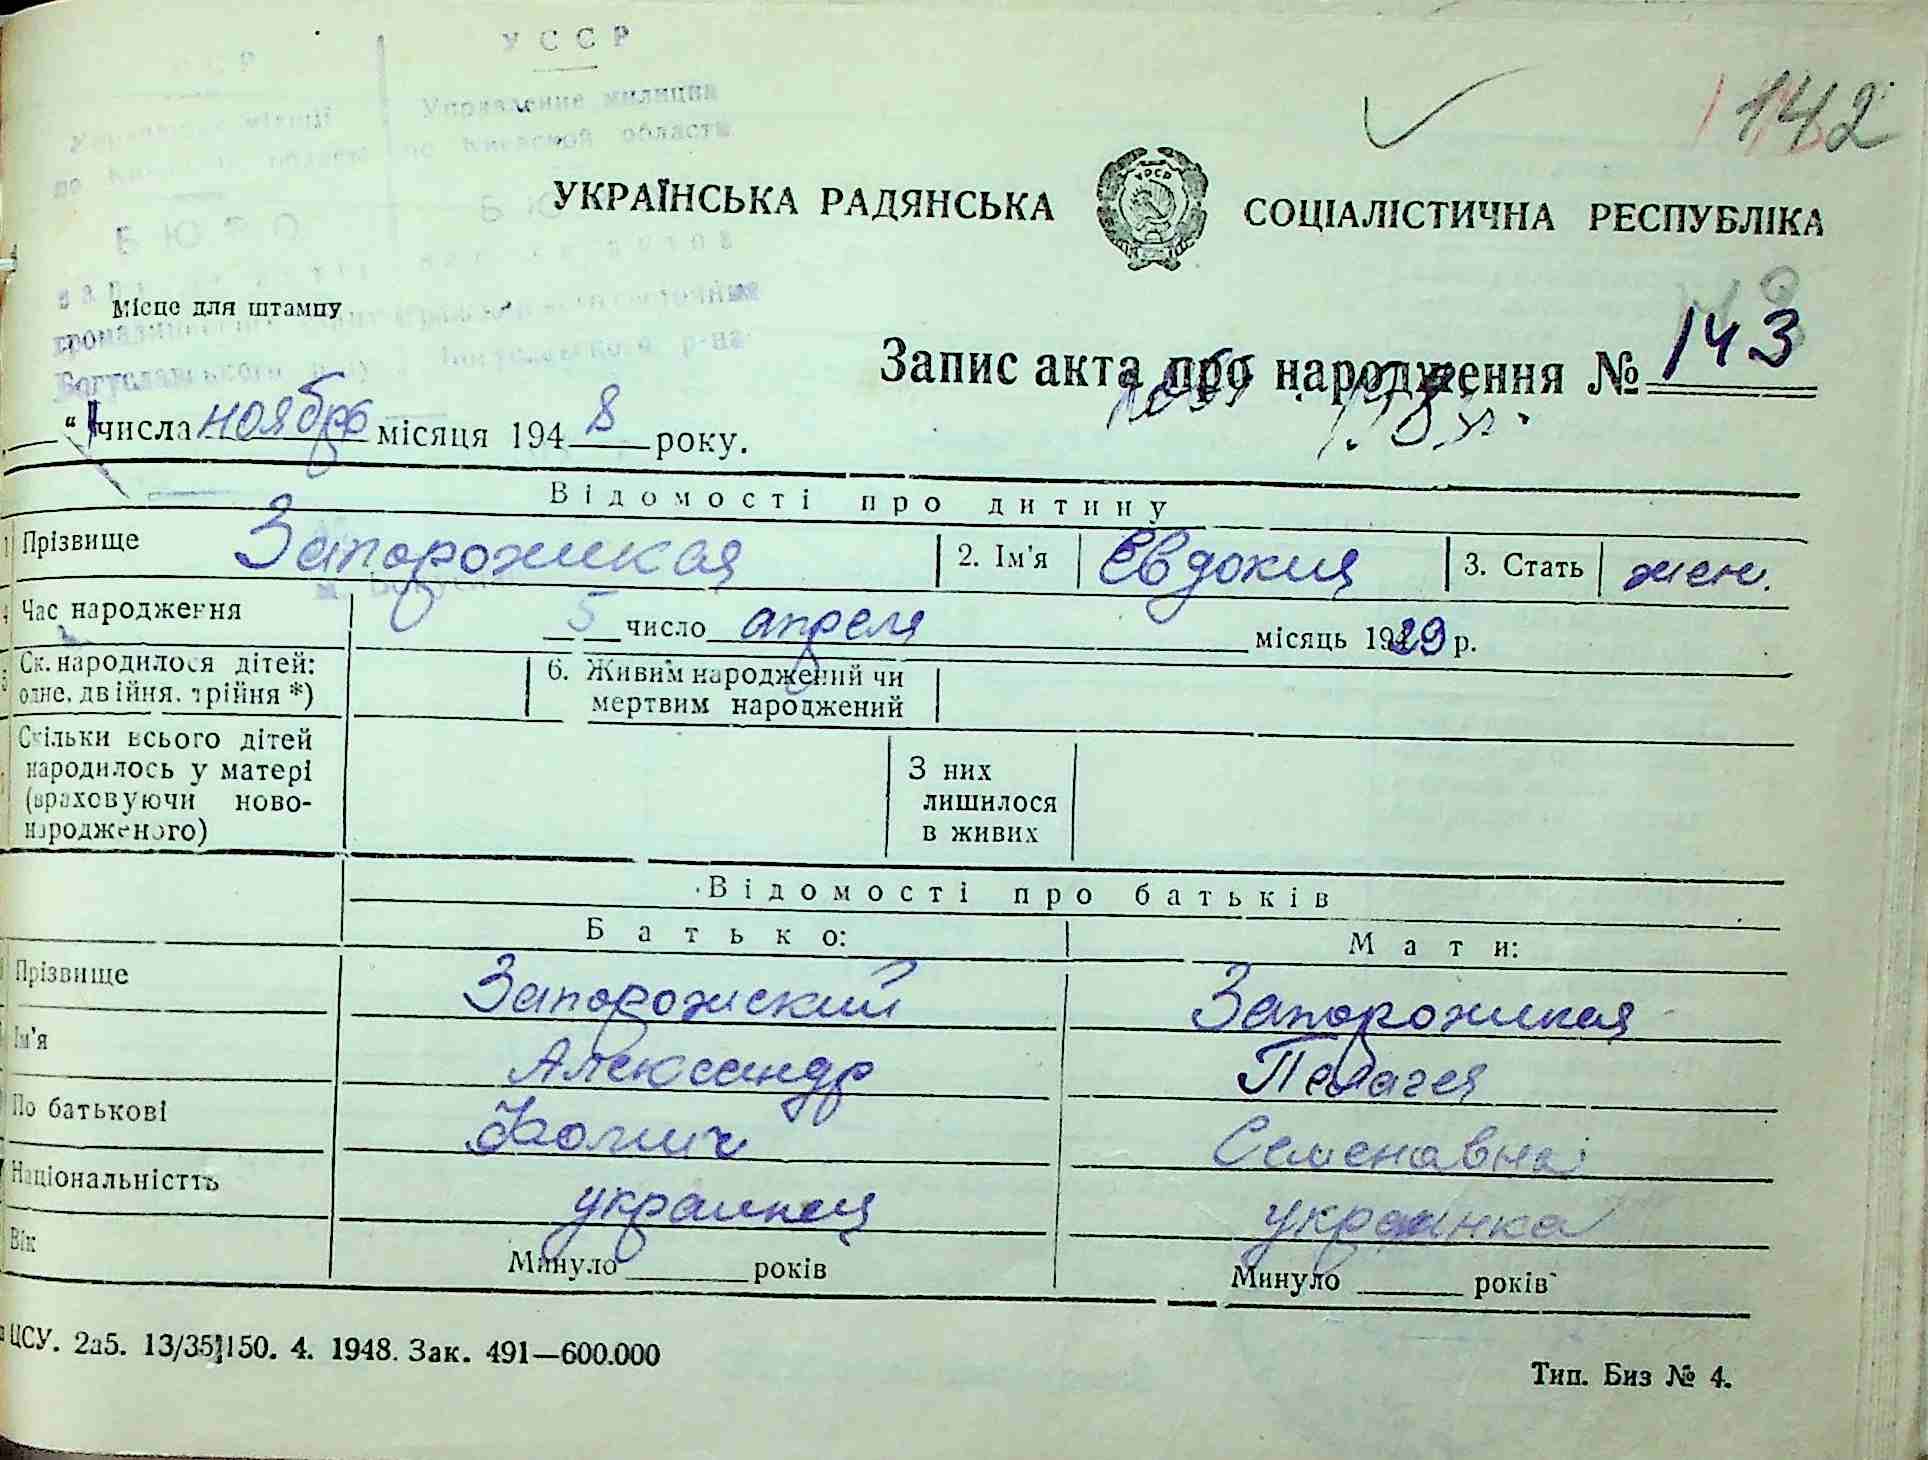 УССР
Управление милиции
по Киевской области
БЮРО
142
УКРАЇНСЬКА РАДЯНСЬКА СОЦІАЛІСТИЧНА РЕСПУБЛІКА
Місце для штампу
Запис акта про народження № 143
" числа ноября місяця 1948 року.
Відомості про дитину
Прізвище Запорожская 2. Ім'я Евдокия 3. Стать жен.
Час народження 5 число апреля місяць 1929 р.
Ск. народилося дітей: 6. Живим народжений чи
одне, двійня, трійня *) мертвим народжений
Скільки всього дітей
народилось у матері З них
(враховуючи ново- лишилося
народженого) в живих
Відомості про батьків
Батько: Мати:
Прізвище Запорожский Запорожская
Ім'я Александр Пелагея
По батькові Семенавна
Національність украинец украинка
Вік Минуло років Минуло років
ЦСУ. 2а5. 13/35 150. 4. 1948. Зак. 491—600.000 Тип. Биз № 4.